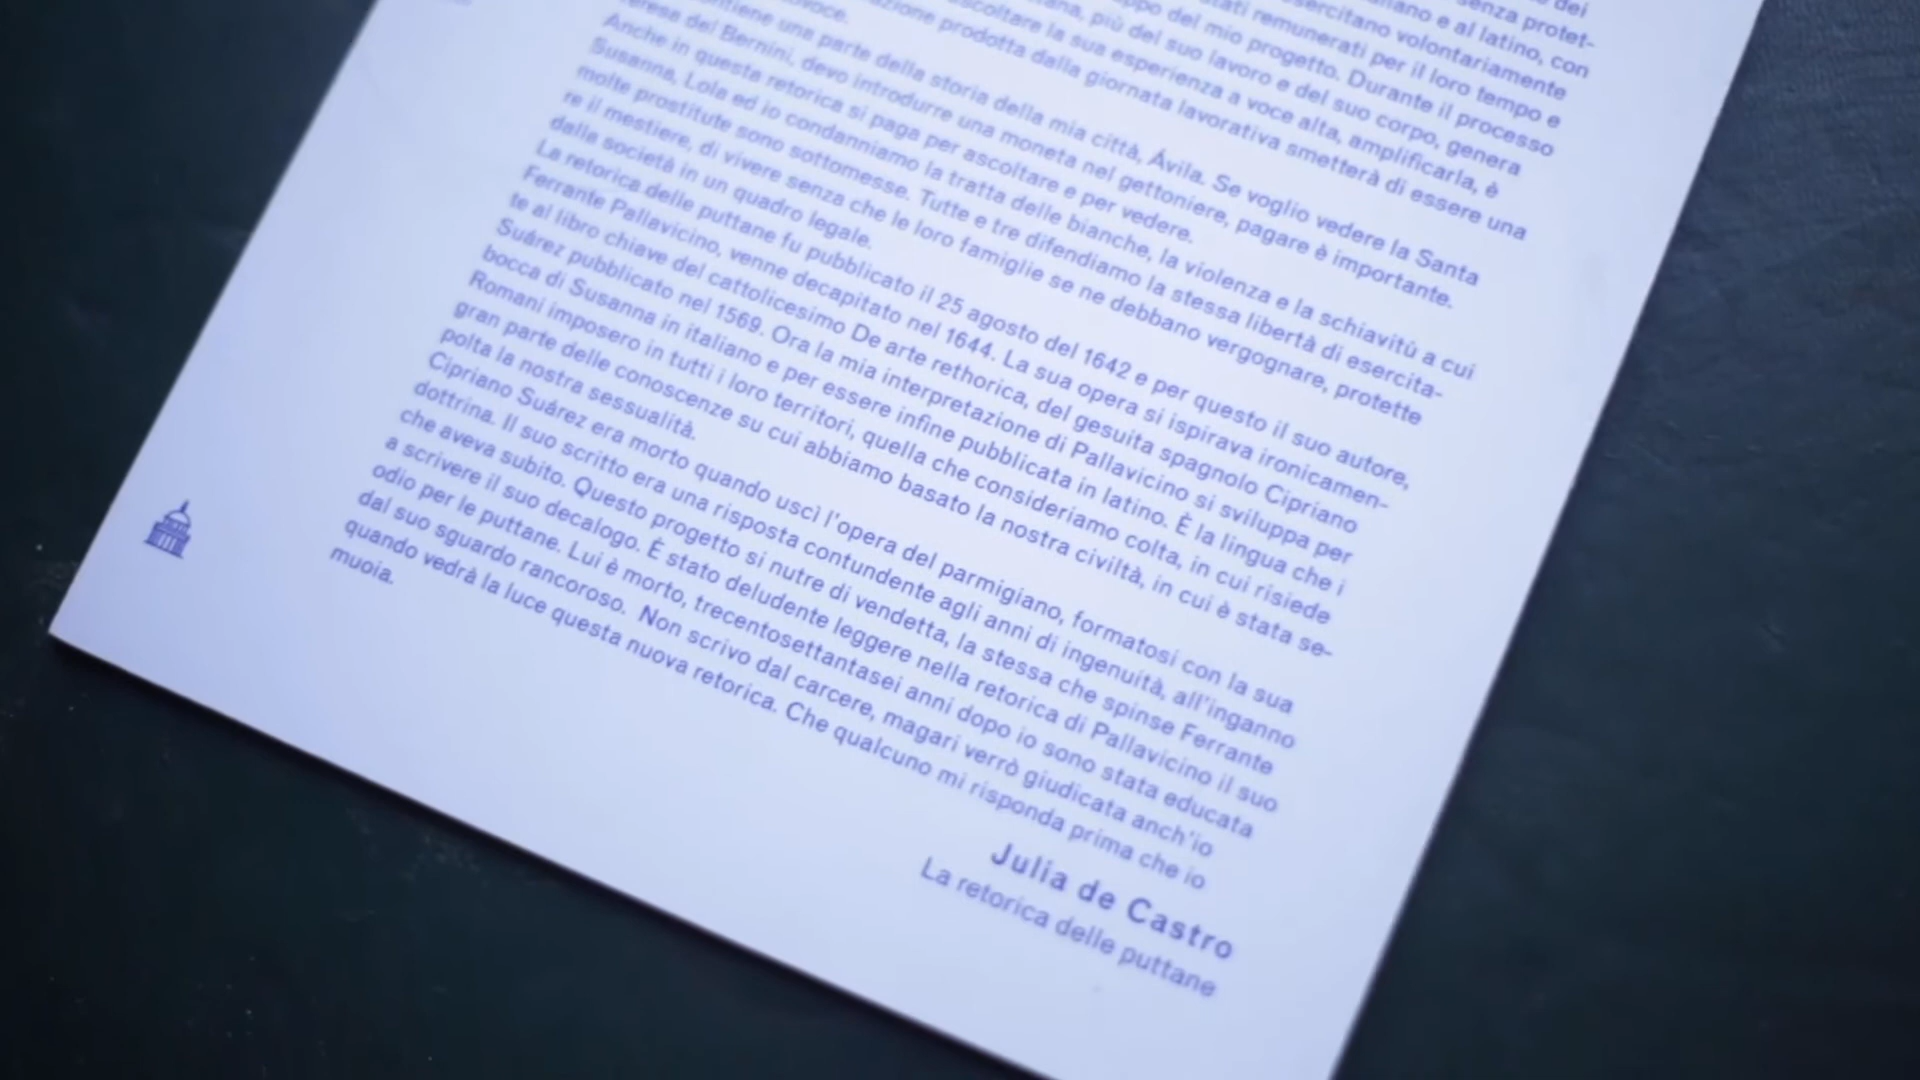 dei
senza protet-
e al latino, con
esercitano volontariamente
remunerati per il loro tempo e
del mio progetto. Durante il processo
più del suo lavoro e del suo corpo, genera
ascoltare la sua esperienza a voce alta, amplificarla, è
prodotta dalla giornata lavorativa smetterà di essere una
una parte della storia della mia città, Ávila. Se voglio vedere la Santa
del Bernini, devo introdurre una moneta nel gettoniere, pagare è importante.
Anche in questa retorica si paga per ascoltare e per vedere.
Susanna, Lola ed io condanniamo la tratta delle bianche, la violenza e la schiavitù a cui
molte prostitute sono sottomesse. Tutte e tre difendiamo la stessa libertà di esercita-
re il mestiere, di vivere senza che le loro famiglie se ne debbano vergognare, protette
dalla società in un quadro legale.
La retorica delle puttane fu pubblicato il 25 agosto del 1642 e per questo il suo autore,
Ferrante Pallavicino, venne decapitato nel 1644. La sua opera si ispirava ironicamen-
te al libro chiave del cattolicesimo De arte rethorica, del gesuita spagnolo Cipriano
Suárez pubblicato nel 1569. Ora la mia interpretazione di Pallavicino si sviluppa per
bocca di Susanna in italiano e per essere infine pubblicata in latino. È la lingua che i
Romani imposero in tutti i loro territori, quella che consideriamo colta, in cui risiede
gran parte delle conoscenze su cui abbiamo basato la nostra civiltà, in cui è stata se-
polta la nostra sessualità.
Cipriano Suárez era morto quando uscì l'opera del parmigiano, formatosi con la sua
dottrina. Il suo scritto era una risposta contundente agli anni di ingenuità, all'inganno
che aveva subito. Questo progetto si nutre di vendetta, la stessa che spinse Ferrante
a scrivere il suo decalogo. È stato deludente leggere nella retorica di Pallavicino il suo
odio per le puttane. Lui è morto, trecentosettantasei anni dopo io sono stata educata
dal suo sguardo rancoroso. Non scrivo dal carcere, magari verrò giudicata anch'io
quando vedrà la luce questa nuova retorica. Che qualcuno mi risponda prima che io
muoia.
Julia de Castro
La retorica delle puttane